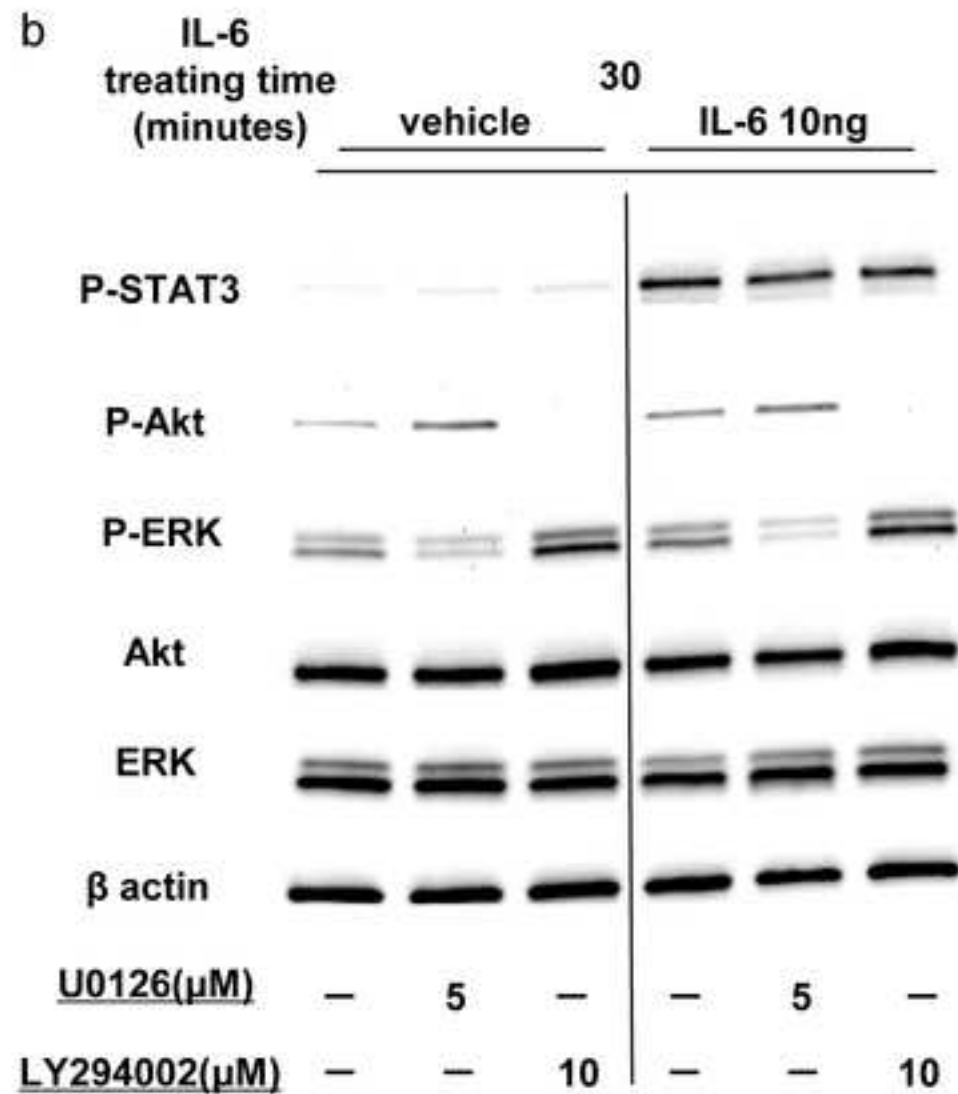 b
IL-6
treating time
(minutes)
30
vehicle
IL-6 10ng
P-STAT3
P-Akt
P-ERK
Akt
ERK
β actin
U0126(μM) – 5 – – 5 –
LY294002(μM) – – 10 – – 10